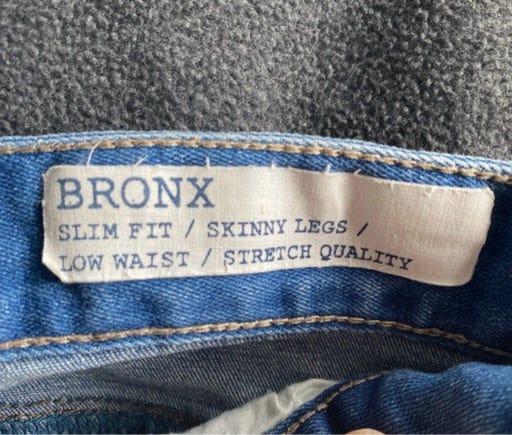 BRONX
SLIM FIT / SKINNY LEGS /
LOW WAIST / STRETCH QUALITY